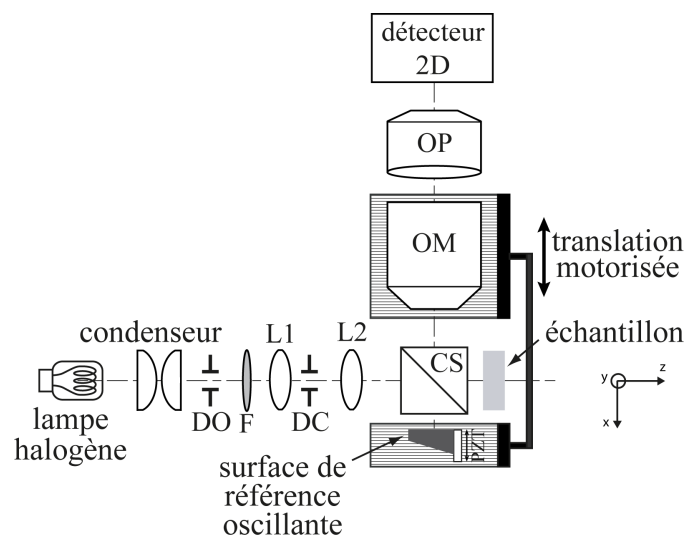 détecteur
2D
OP
OM
translation
motorisée
condenseur
L1
L2
CS
échantillon
DO
F
DC
lampe
halogène
PZT
surface de
référence
oscillante
y
z
x